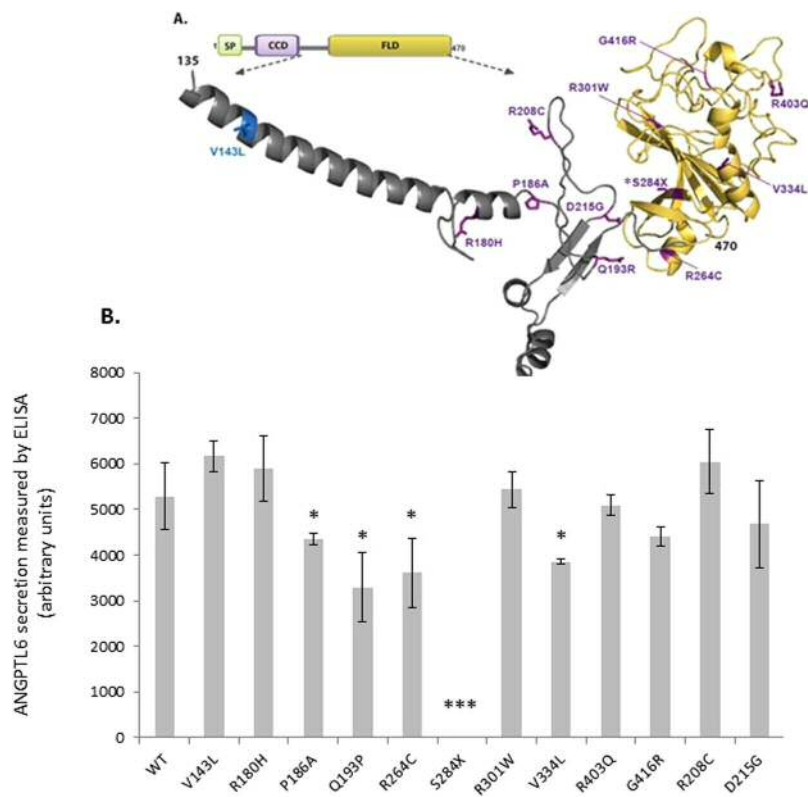 A.
1 SP CCD FLD 470
135
V143L
R180H
P186A
R208C
D215G
Q193R
G416R
R301W
R403Q
V334L
*S284X
470
R264C
B.
ANGPTL6 secretion measured by ELISA
(arbitrary units)
8000
7000
6000
5000
4000
3000
2000
1000
0
* * * *** *
WT V143L R180H P186A Q193P R264C S284X R301W V334L R403Q G416R R208C D215G